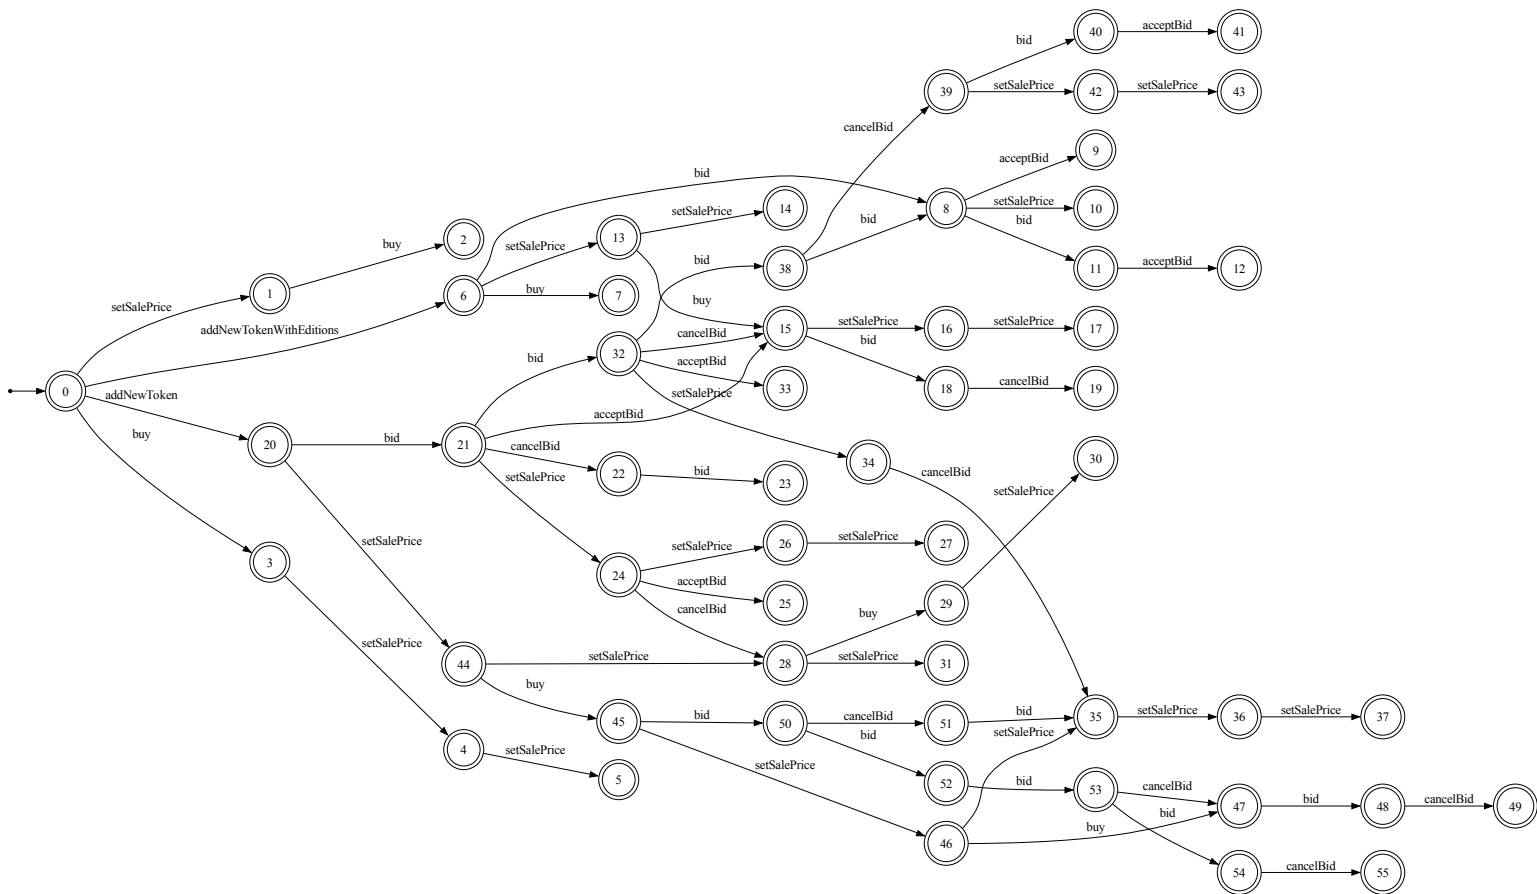 bid
40
acceptBid
41
39
setSalePrice
42
setSalePrice
43
cancelBid
acceptBid
9
bid
setSalePrice
14
8
setSalePrice
10
bid
13
setSalePrice
bid
buy
2
bid
38
11
acceptBid
12
setSalePrice
1
6
buy
7
buy
addNewTokenWithEditions
15
setSalePrice
16
setSalePrice
17
cancelBid
bid
32
bid
acceptBid
33
18
cancelBid
19
0
addNewToken
setSalePrice
acceptBid
buy
20
bid
21
cancelBid
34
cancelBid
30
22
bid
23
setSalePrice
setSalePrice
setSalePrice
setSalePrice
26
setSalePrice
27
3
24
acceptBid
25
cancelBid
buy
29
setSalePrice
44
setSalePrice
28
setSalePrice
31
buy
45
bid
50
cancelBid
51
bid
35
setSalePrice
36
setSalePrice
37
bid
setSalePrice
4
setSalePrice
5
setSalePrice
52
bid
53
cancelBid
47
bid
48
cancelBid
49
bid
46
buy
54
cancelBid
55